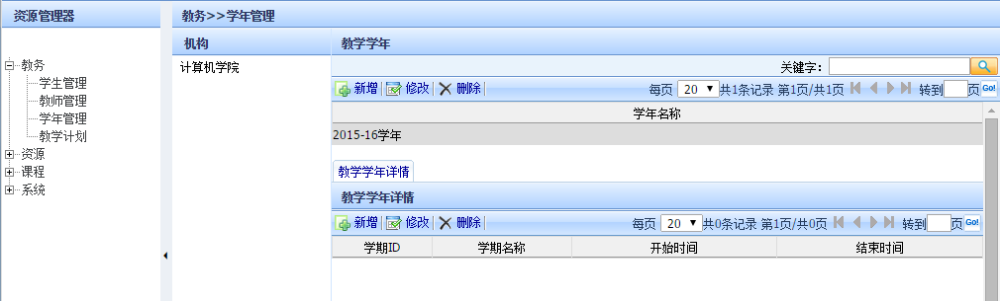 资源管理器
教务
学生管理
教师管理
学年管理
教学计划
资源
课程
系统
教务>>学年管理
机构
计算机学院
教学学年
关键字：
新增 修改 删除 每页 20 共1条记录 第1页/共1页 转到 页 Go!
学年名称
2015-16学年
教学学年详情
教学学年详情
新增 修改 删除 每页 20 共0条记录 第1页/共0页 转到 页 Go!
学期ID 学期名称 开始时间 结束时间